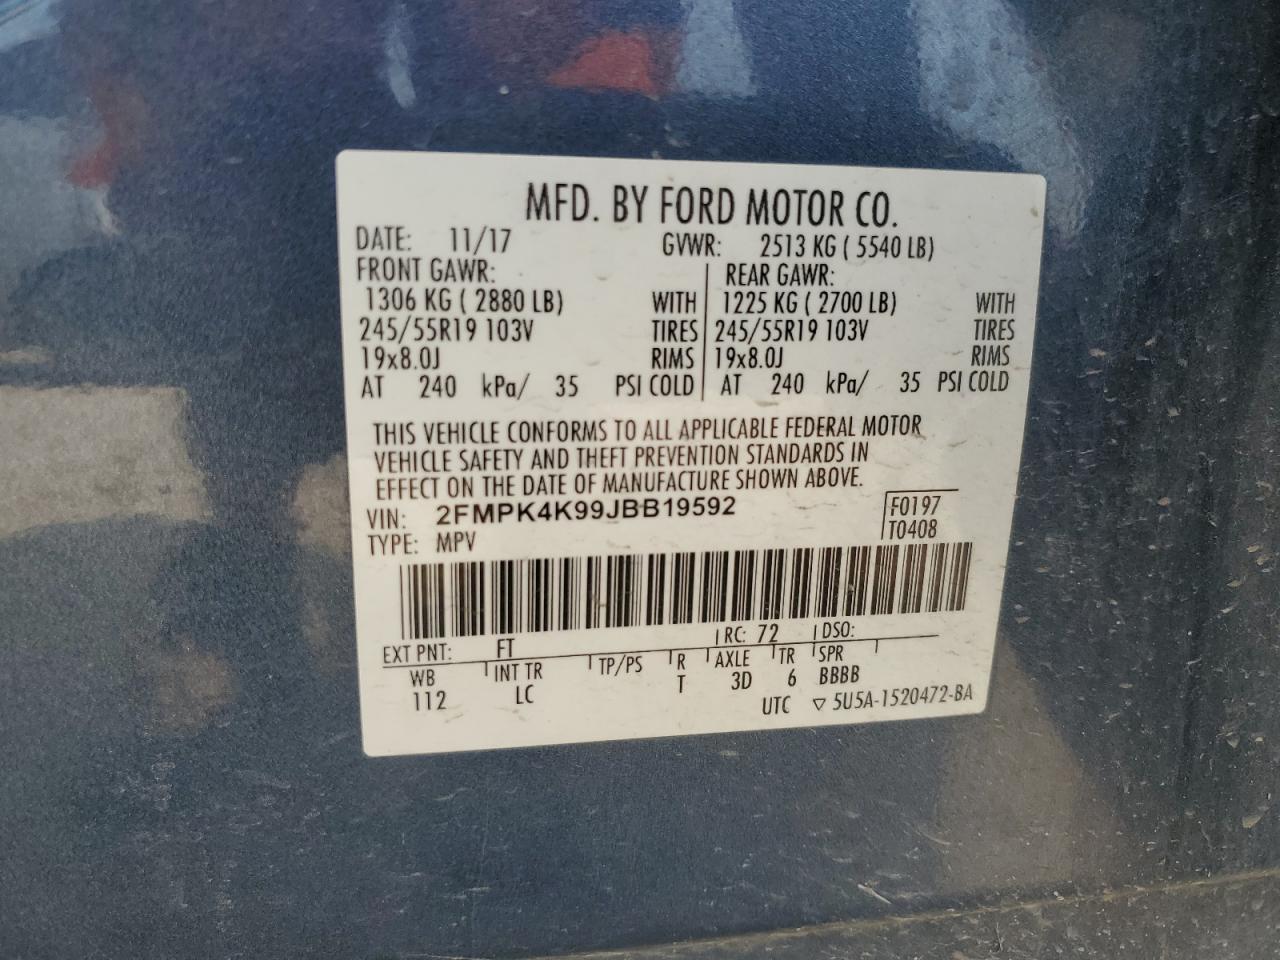 MFD. BY FORD MOTOR CO.
DATE: 11/17 GVWR: 2513 KG ( 5540 LB)
FRONT GAWR: REAR GAWR:
1306 KG ( 2880 LB) WITH 1225 KG ( 2700 LB) WITH
245/55R19 103V TIRES 245/55R19 103V TIRES
19x8.0J RIMS 19x8.0J RIMS
AT 240 kPa/ 35 PSI COLD AT 240 kPa/ 35 PSI COLD
THIS VEHICLE CONFORMS TO ALL APPLICABLE FEDERAL MOTOR
VEHICLE SAFETY AND THEFT PREVENTION STANDARDS IN
EFFECT ON THE DATE OF MANUFACTURE SHOWN ABOVE.
VIN: 2FMPK4K99JBB19592 F0197
TYPE: MPV T0408
EXT PNT: FT RC: 72 DSO:
WB INT TR TP/PS R AXLE TR SPR
112 LC T 3D 6 BBBB
UTC ▽ 5U5A-1520472-BA